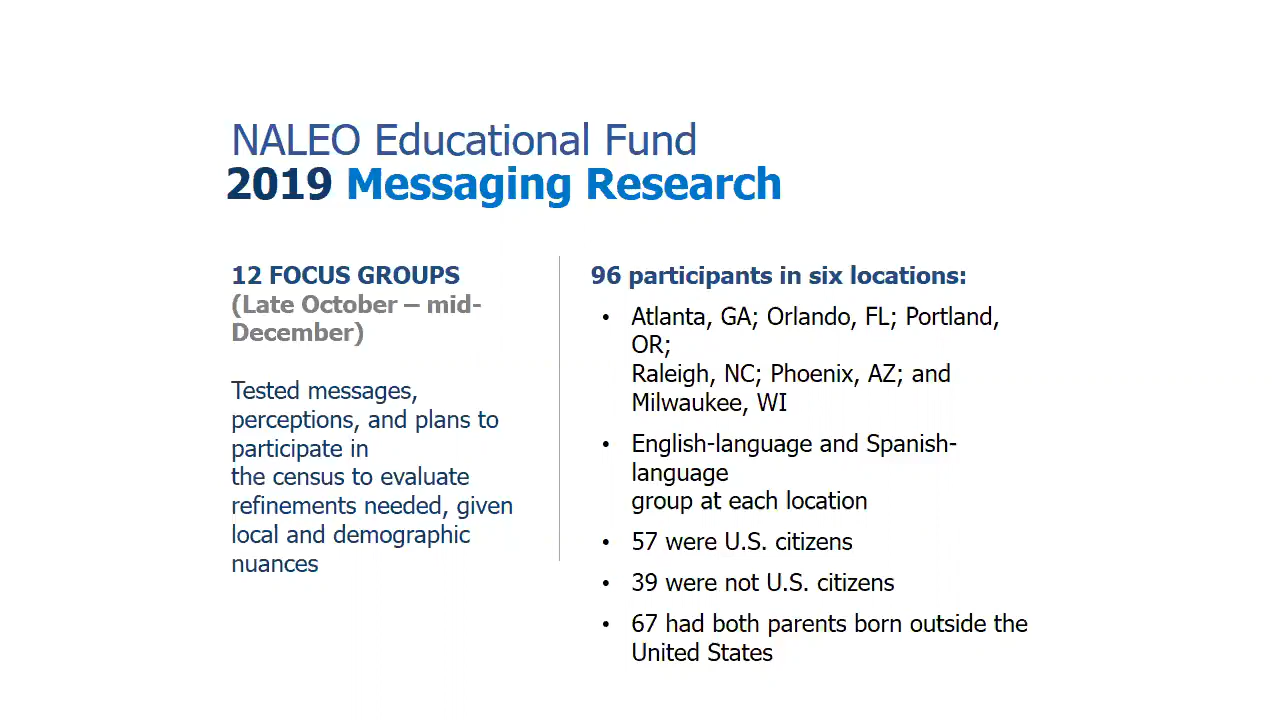 NALEO Educational Fund
2019 Messaging Research
12 FOCUS GROUPS
(Late October – mid-
December)
Tested messages,
perceptions, and plans to
participate in
the census to evaluate
refinements needed, given
local and demographic
nuances
96 participants in six locations:
• Atlanta, GA; Orlando, FL; Portland,
OR;
Raleigh, NC; Phoenix, AZ; and
Milwaukee, WI
• English-language and Spanish-
language
group at each location
• 57 were U.S. citizens
• 39 were not U.S. citizens
• 67 had both parents born outside the
United States